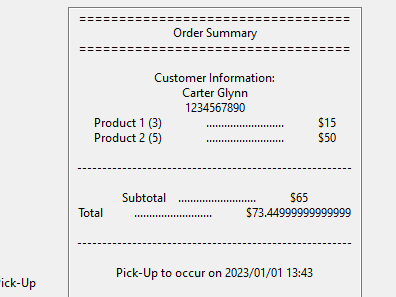 ===================================
Order Summary
===================================
Customer Information:
Carter Glynn
1234567890
Product 1 (3) .......................... $15
Product 2 (5) .......................... $50
--------------------------------------------------------
Subtotal .......................... $65
Total .......................... $73.44999999999999
--------------------------------------------------------
Pick-Up to occur on 2023/01/01 13:43
ick-Up